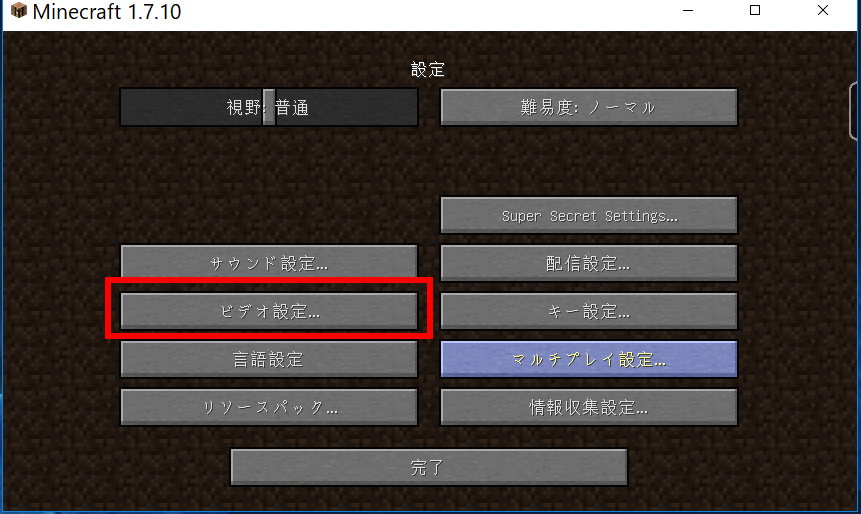 Minecraft 1.7.10
設定
視野: 普通
難易度: ノーマル
Super Secret Settings...
サウンド設定...
配信設定...
ビデオ設定...
キー設定...
言語設定
マルチプレイ設定...
リソースパック...
情報収集設定...
完了